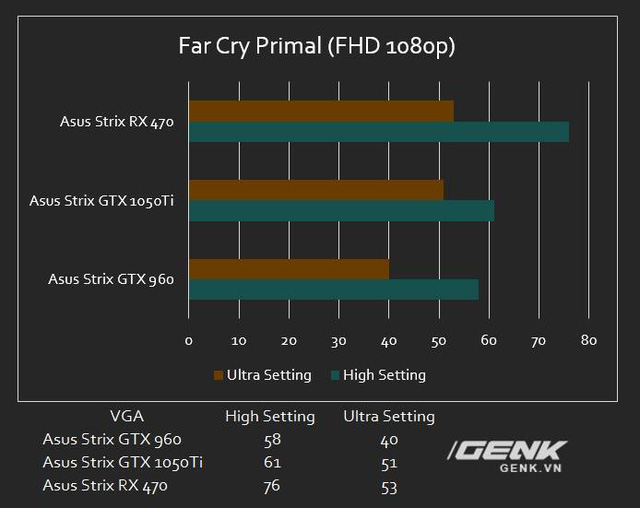 Far Cry Primal (FHD 1080p)
Asus Strix RX 470
Asus Strix GTX 1050Ti
Asus Strix GTX 960
0 10 20 30 40 50 60 70 80
Ultra Setting High Setting
VGA High Setting Ultra Setting
Asus Strix GTX 960 58 40
Asus Strix GTX 1050Ti 61 51
Asus Strix RX 470 76 53
GENK
GENK.VN